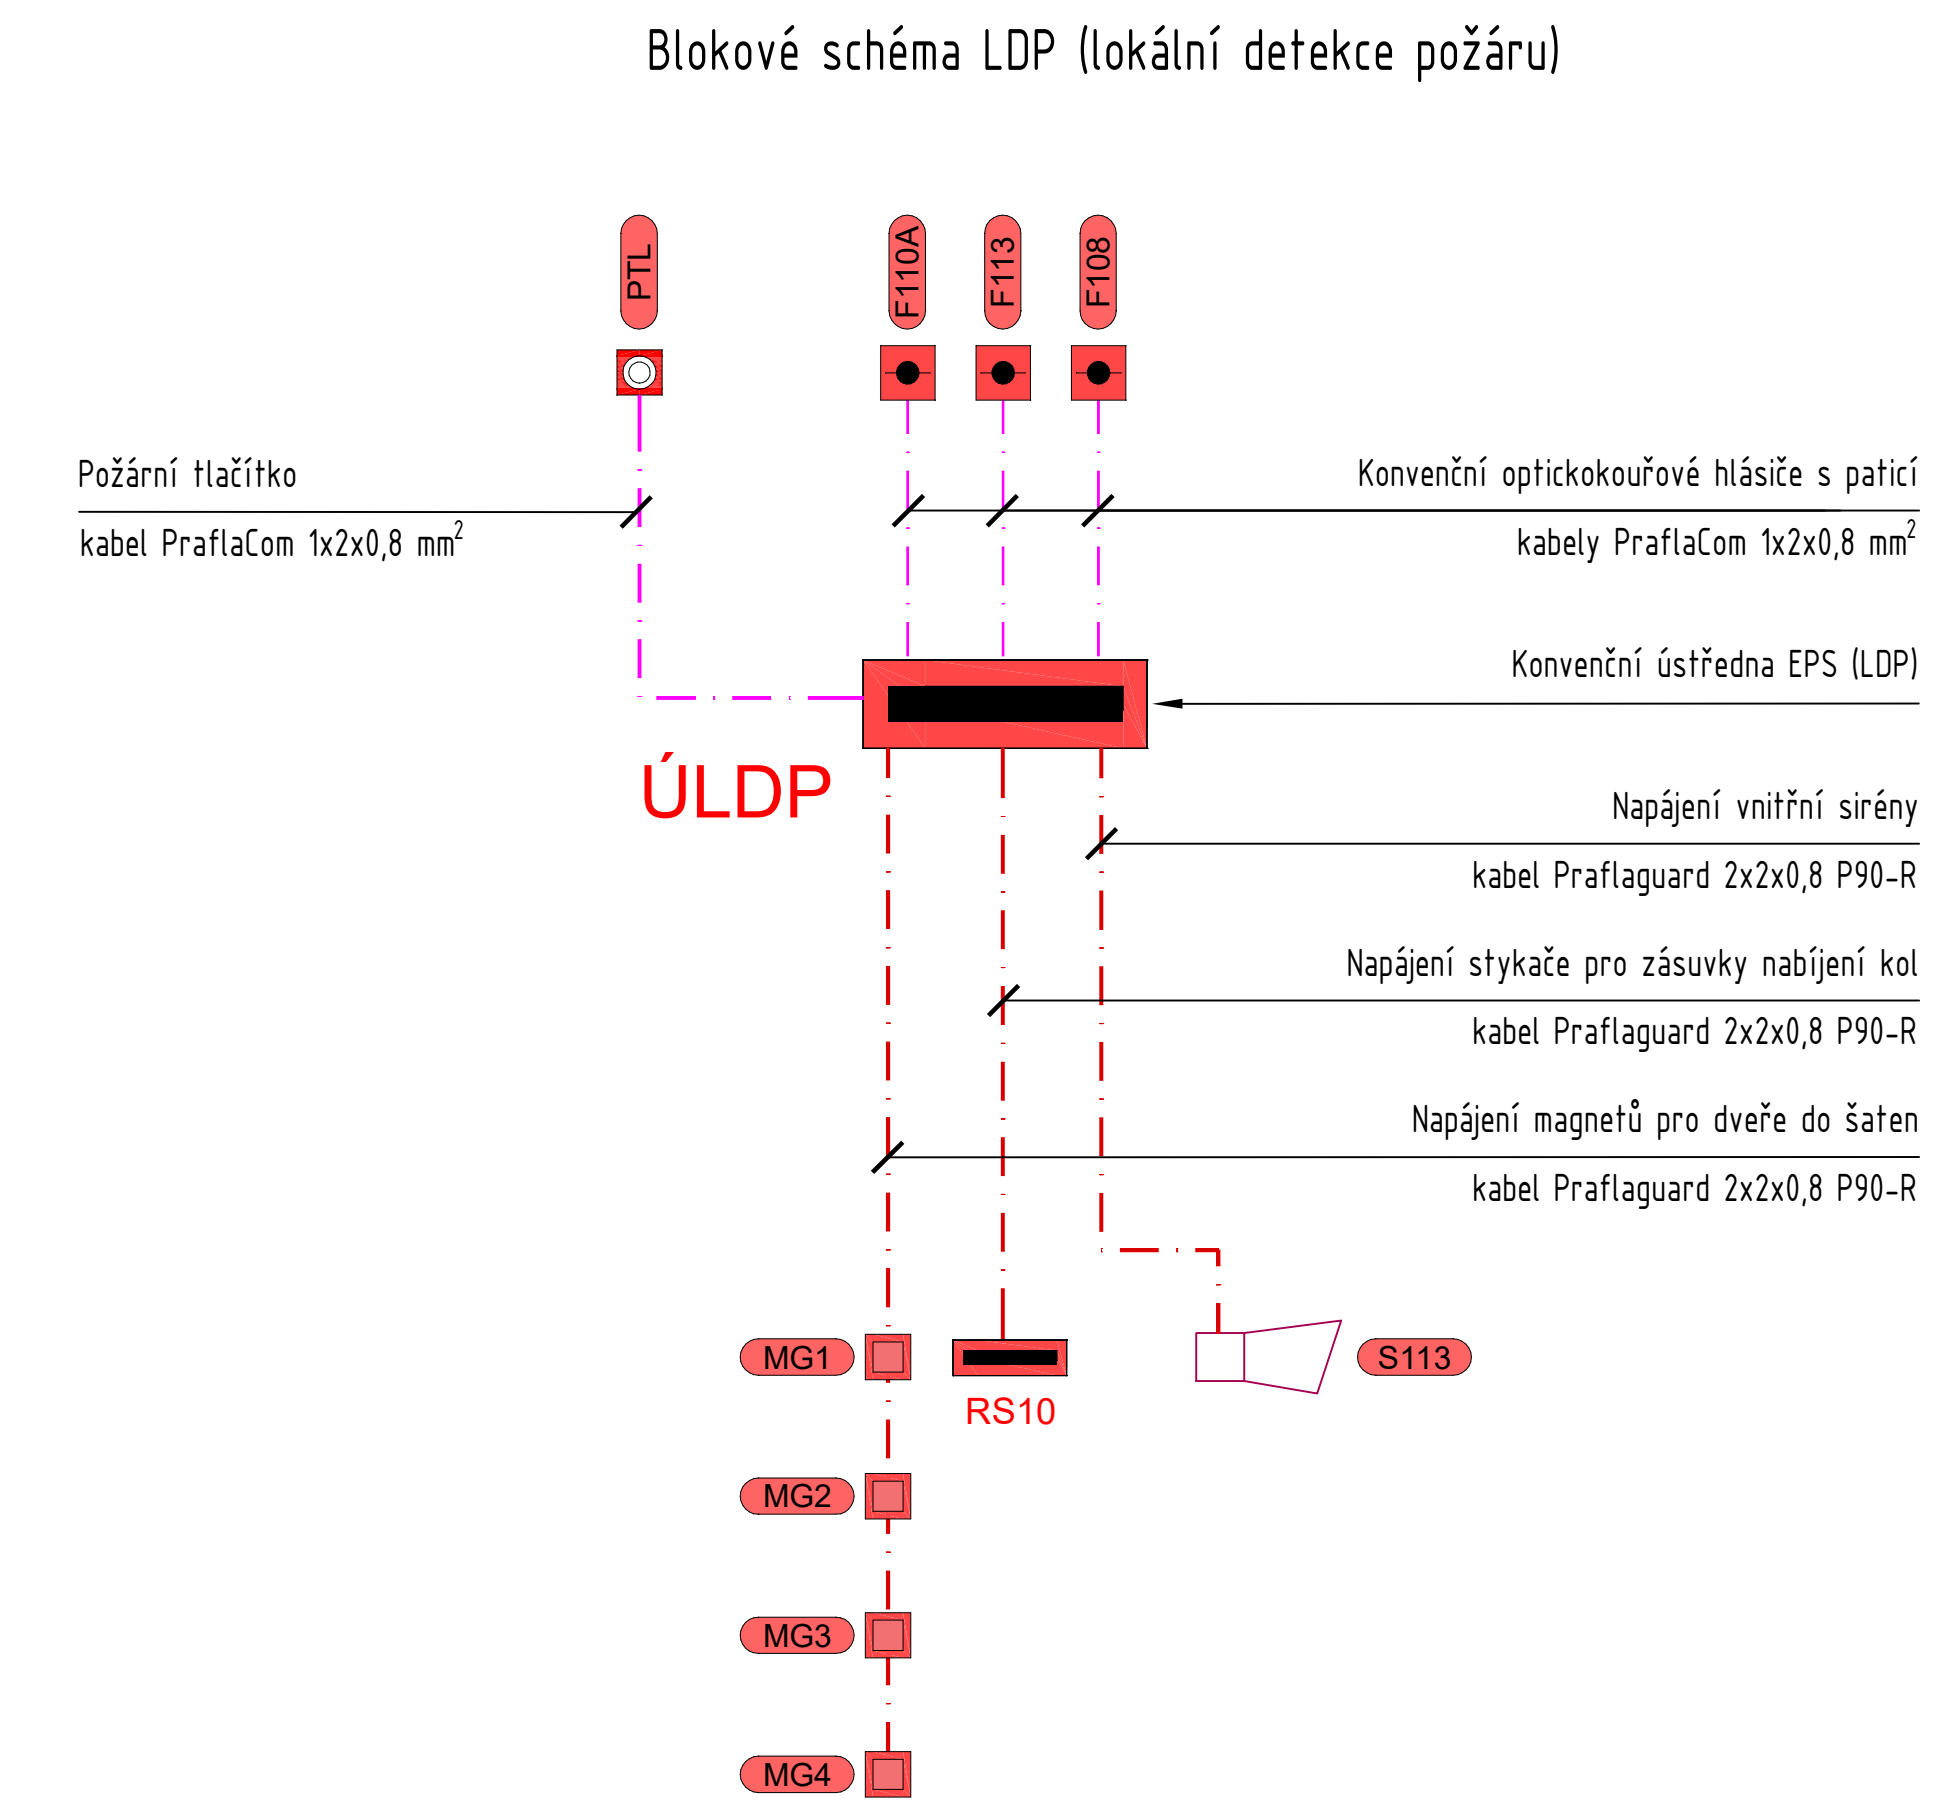 Blokové schéma LDP (lokální detekce požáru)
PTL
F110A
F113
F108
Požární tlačítko
kabel PraflaCom 1x2x0,8 mm²
Konvenční optickokouřové hlásiče s paticí
kabely PraflaCom 1x2x0,8 mm²
Konvenční ústředna EPS (LDP)
ÚLDP
Napájení vnitřní sirény
kabel Praflaguard 2x2x0,8 P90-R
Napájení stykače pro zásuvky nabíjení kol
kabel Praflaguard 2x2x0,8 P90-R
Napájení magnetů pro dveře do šaten
kabel Praflaguard 2x2x0,8 P90-R
MG1
S113
RS10
MG2
MG3
MG4